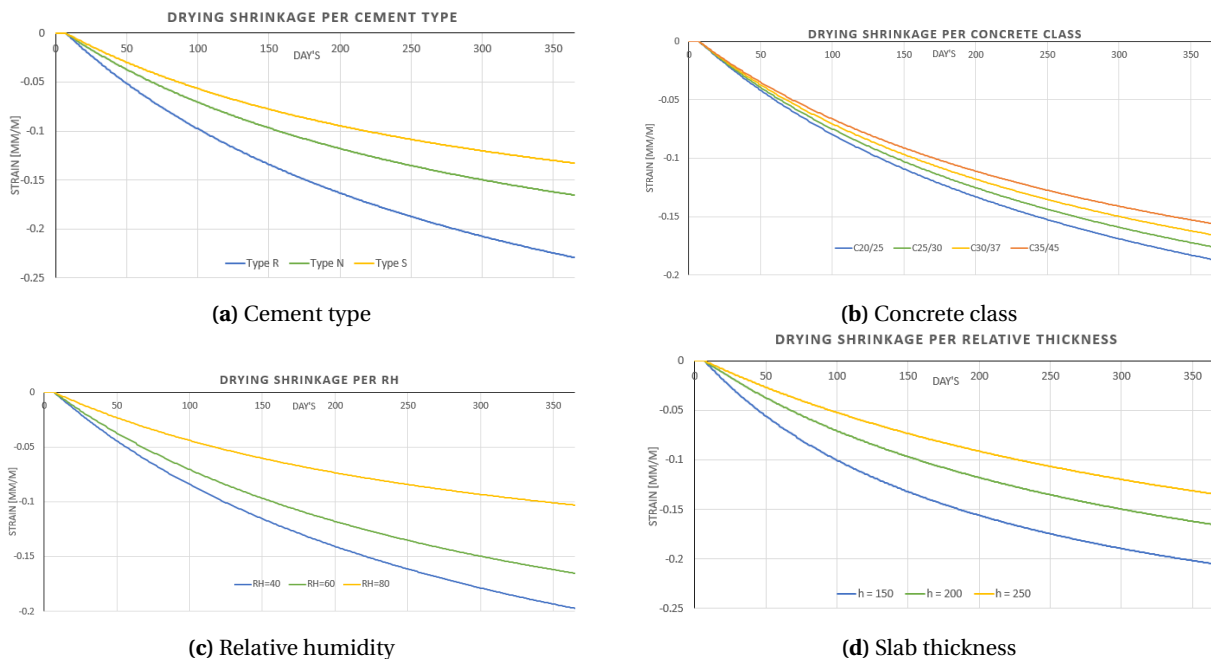 DRYING SHRINKAGE PER CEMENT TYPE
0 50 100 150 200 250 300 350
DAY'S
0
-0.05
-0.1
-0.15
-0.2
-0.25
STRAIN [MM/M]
Type R Type N Type S
(a) Cement type
DRYING SHRINKAGE PER CONCRETE CLASS
0 50 100 150 200 250 300 350
DAY'S
0
-0.05
-0.1
-0.15
-0.2
STRAIN [MM/M]
C20/25 C25/30 C30/37 C35/45
(b) Concrete class
DRYING SHRINKAGE PER RH
0 50 100 150 200 250 300 350
DAY'S
0
-0.05
-0.1
-0.15
-0.2
STRAIN [MM/M]
RH=40 RH=60 RH=80
(c) Relative humidity
DRYING SHRINKAGE PER RELATIVE THICKNESS
0 50 100 150 200 250 300 350
DAY'S
0
-0.05
-0.1
-0.15
-0.2
-0.25
STRAIN [MM/M]
h = 150 h = 200 h = 250
(d) Slab thickness